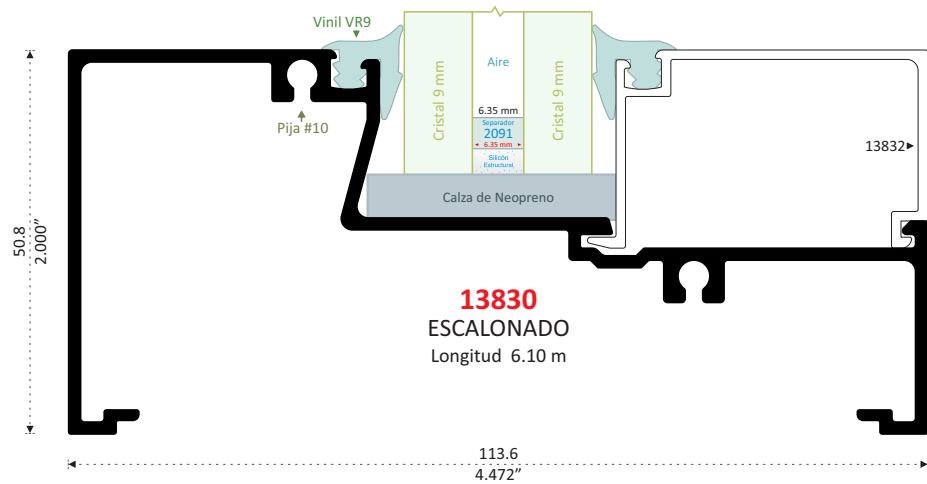 Vinil VR9
Aire
Cristal 9 mm
Cristal 9 mm
6.35 mm
Separador
2091
6.35 mm
Silicón
Estructural
Pija #10
13832
Calza de Neopreno
50.8
2.000”
13830
ESCALONADO
Longitud 6.10 m
113.6
4.472”